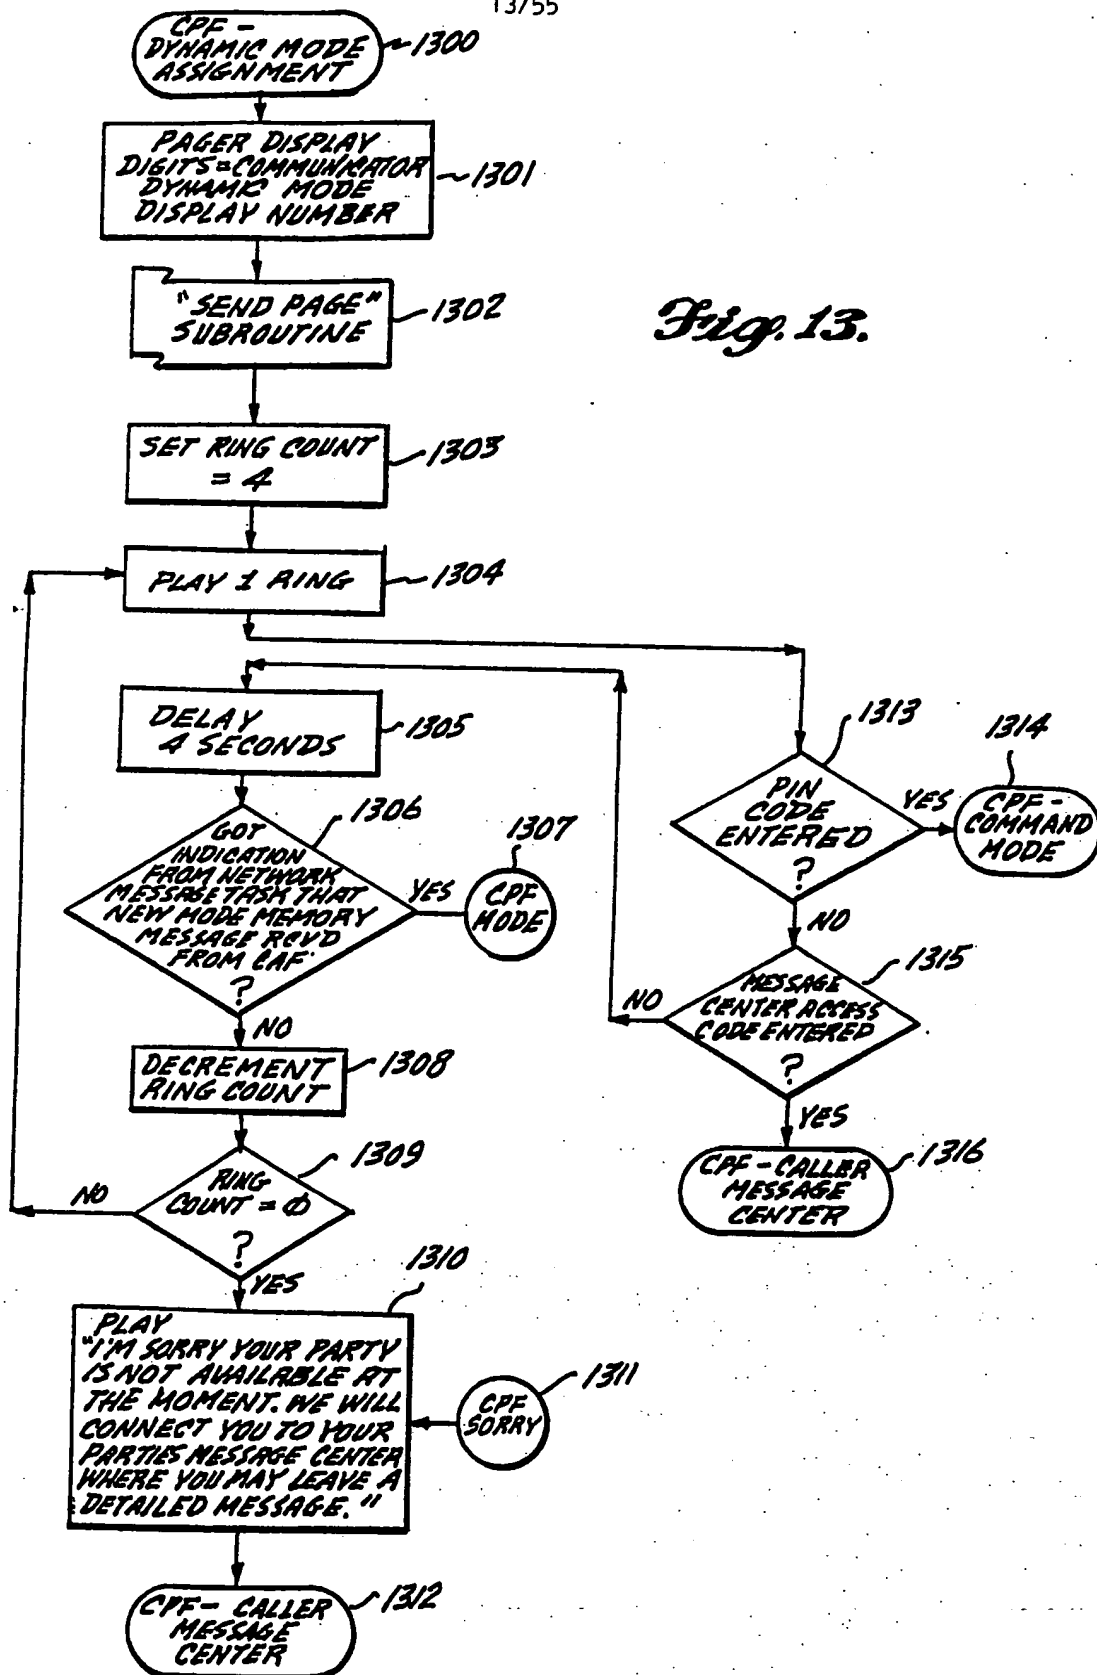 13/55
CPF -
DYNAMIC MODE
ASSIGNMENT
1300
PAGER DISPLAY
DIGITS = COMMUNICATOR
DYNAMIC MODE
DISPLAY NUMBER
1301
"SEND PAGE"
SUBROUTINE
1302
Fig. 13.
SET RING COUNT
= 4
1303
PLAY 1 RING
1304
DELAY
4 SECONDS
1305
GOT
INDICATION
FROM NETWORK
MESSAGE TASK THAT
NEW MODE MEMORY
MESSAGE RCV'D
FROM CAF
?
1306
YES
CPF
MODE
1307
NO
DECREMENT
RING COUNT
1308
RING
COUNT = Ø
?
1309
NO
YES
PLAY
"I'M SORRY YOUR PARTY
IS NOT AVAILABLE AT
THE MOMENT. WE WILL
CONNECT YOU TO YOUR
PARTIES MESSAGE CENTER
WHERE YOU MAY LEAVE A
DETAILED MESSAGE."
1310
CPF
SORRY
1311
CPF - CALLER
MESSAGE
CENTER
1312
PIN
CODE
ENTERED
?
1313
YES
CPF -
COMMAND
MODE
1314
NO
MESSAGE
CENTER ACCESS
CODE ENTERED
?
1315
NO
YES
CPF - CALLER
MESSAGE
CENTER
1316